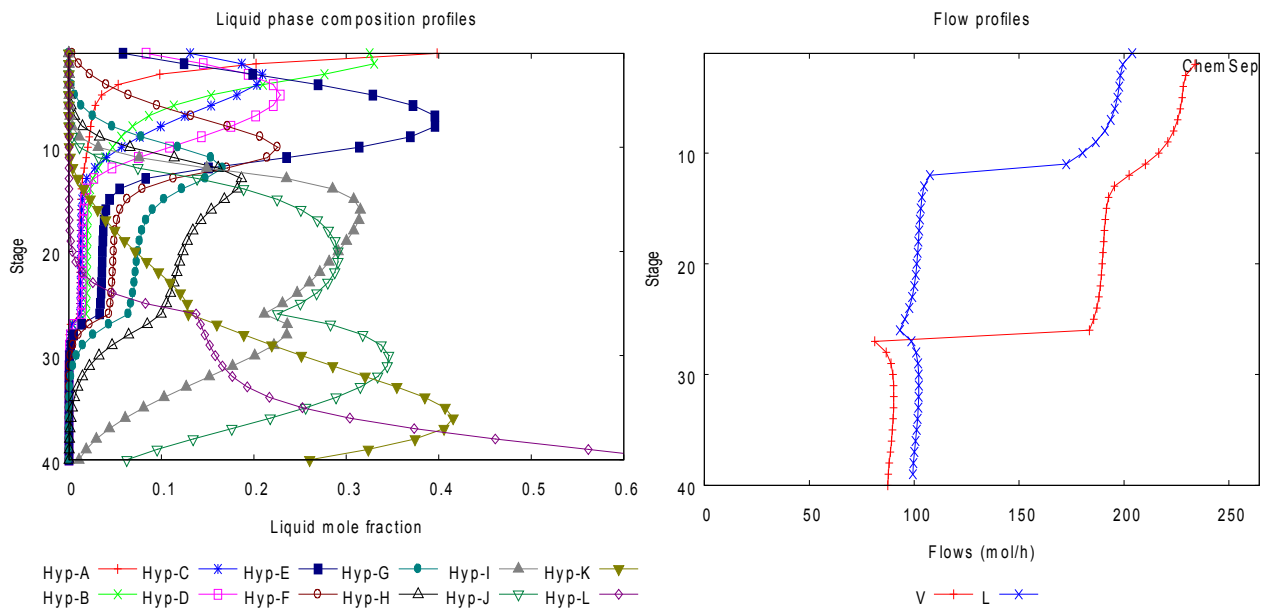 Liquid phase composition profiles
Stage
10
20
30
40
0 0.1 0.2 0.3 0.4 0.5 0.6
Liquid mole fraction
Hyp-A Hyp-C Hyp-E Hyp-G Hyp-I Hyp-K
Hyp-B Hyp-D Hyp-F Hyp-H Hyp-J Hyp-L
Flow profiles
ChemSep
Stage
10
20
30
40
0 50 100 150 200 250
Flows (mol/h)
V L